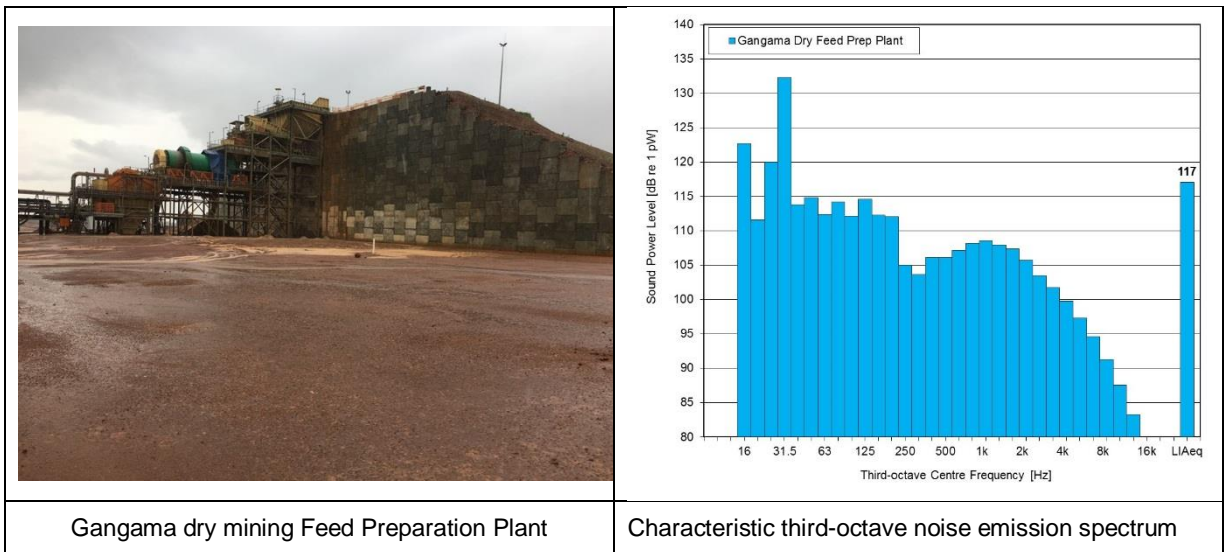 140
135
130
125
120
115
110
105
100
95
90
85
80
Sound Power Level [dB re 1 pW]
Gangama Dry Feed Prep Plant
117
16 31.5 63 125 250 500 1k 2k 4k 8k 16k LIAeq
Third-octave Centre Frequency [Hz]
Gangama dry mining Feed Preparation Plant
Characteristic third-octave noise emission spectrum